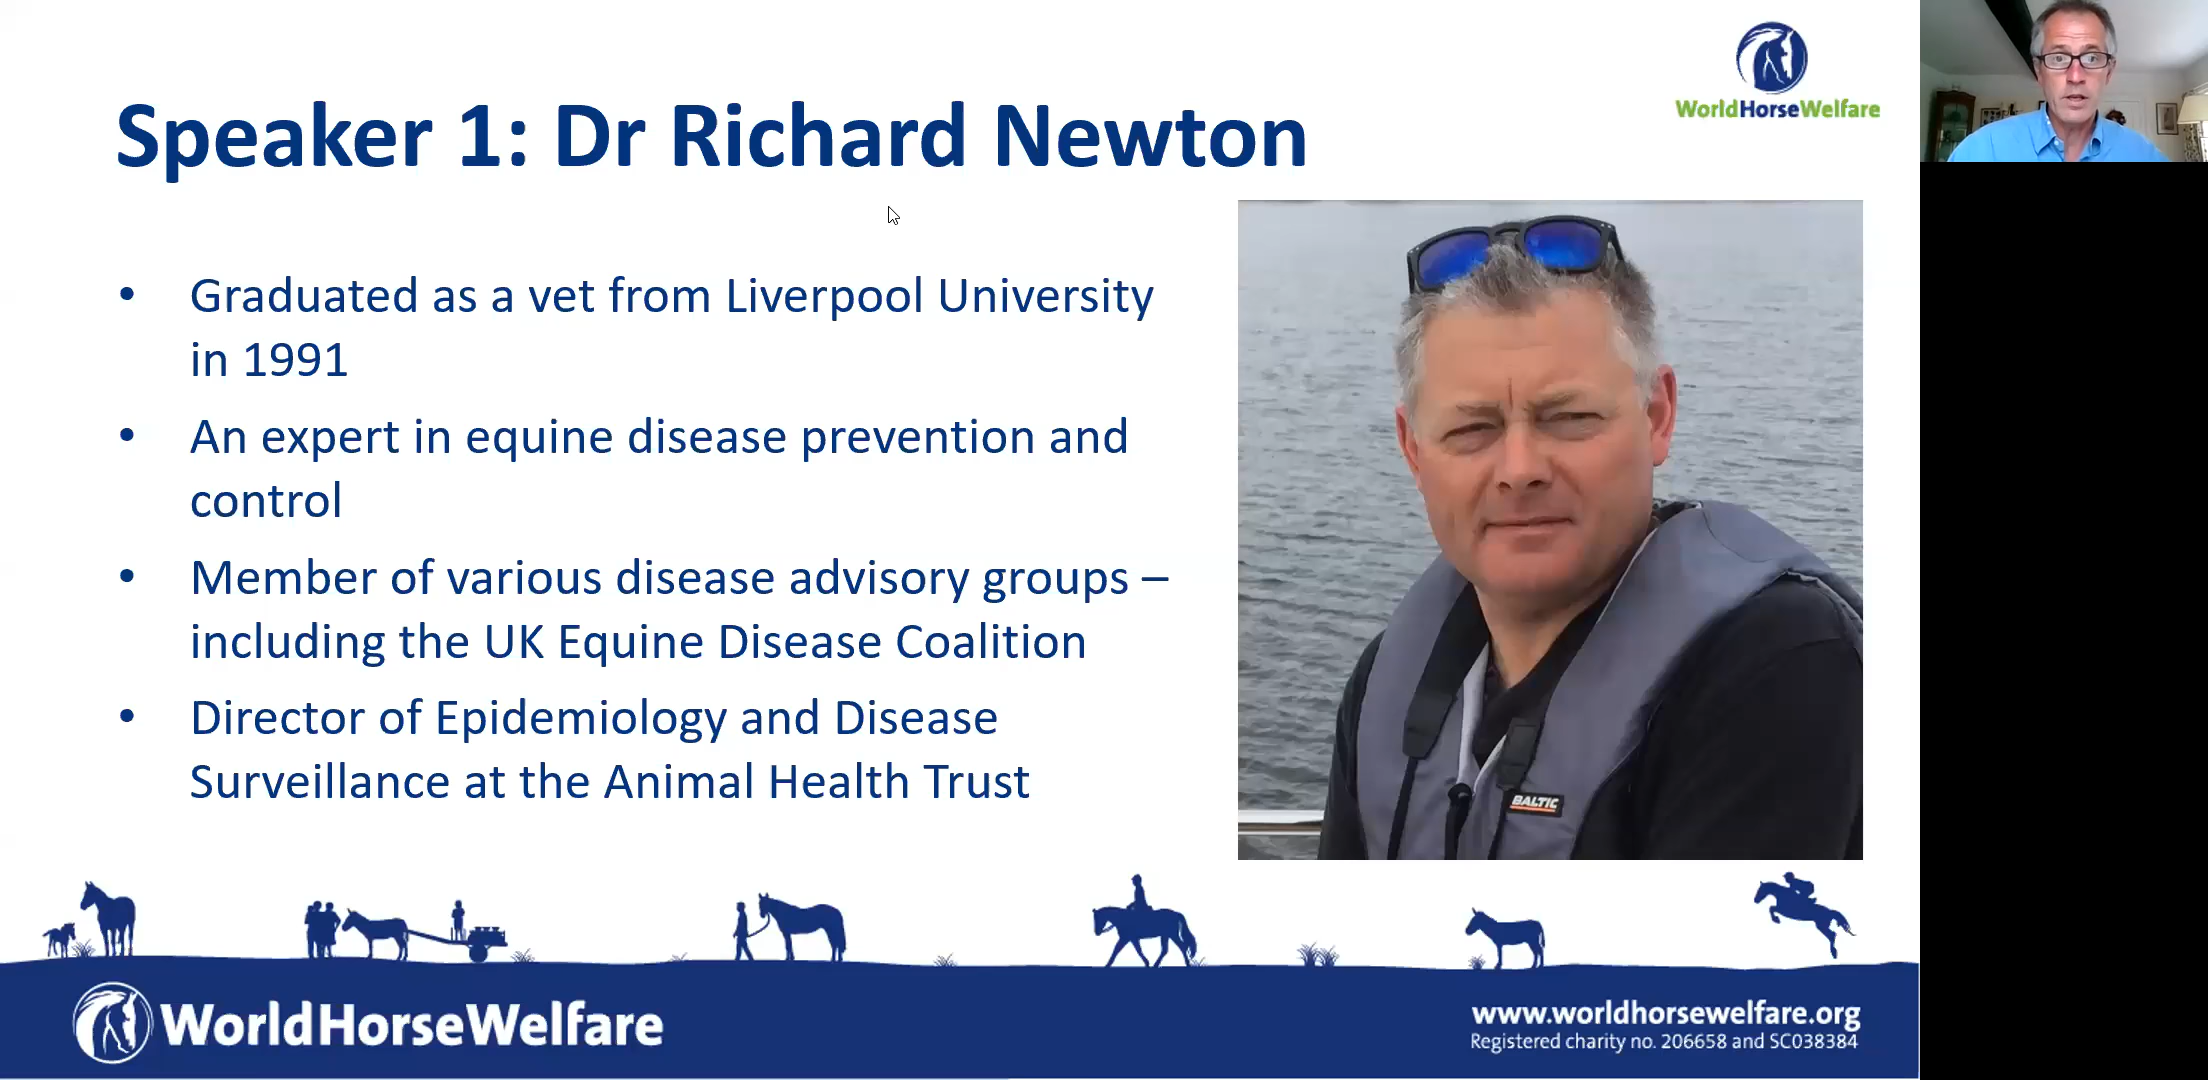 WorldHorseWelfare
Speaker 1: Dr Richard Newton
• Graduated as a vet from Liverpool University
in 1991
• An expert in equine disease prevention and
control
• Member of various disease advisory groups –
including the UK Equine Disease Coalition
• Director of Epidemiology and Disease
Surveillance at the Animal Health Trust
BALTIC
WorldHorseWelfare
www.worldhorsewelfare.org
Registered charity no. 206658 and SC038384